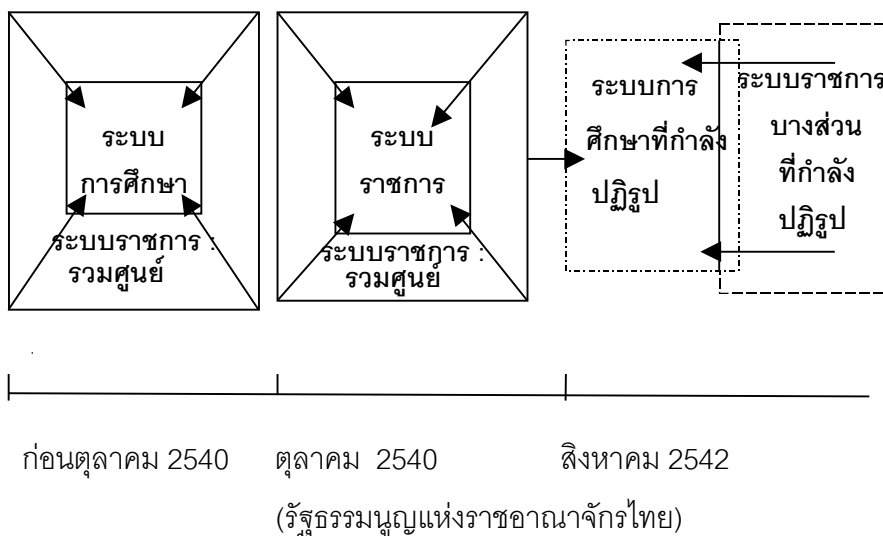 ระบบ
การศึกษา
ระบบราชการ :
รวมศูนย์
ระบบ
ราชการ
ระบบราชการ :
รวมศูนย์
ระบบการ
ศึกษาที่กำลัง
ปฏิรูป
ระบบราชการ
บางส่วน
ที่กำลัง
ปฏิรูป
ก่อนตุลาคม 2540
ตุลาคม 2540
(รัฐธรรมนูญแห่งราชอาณาจักรไทย)
สิงหาคม 2542